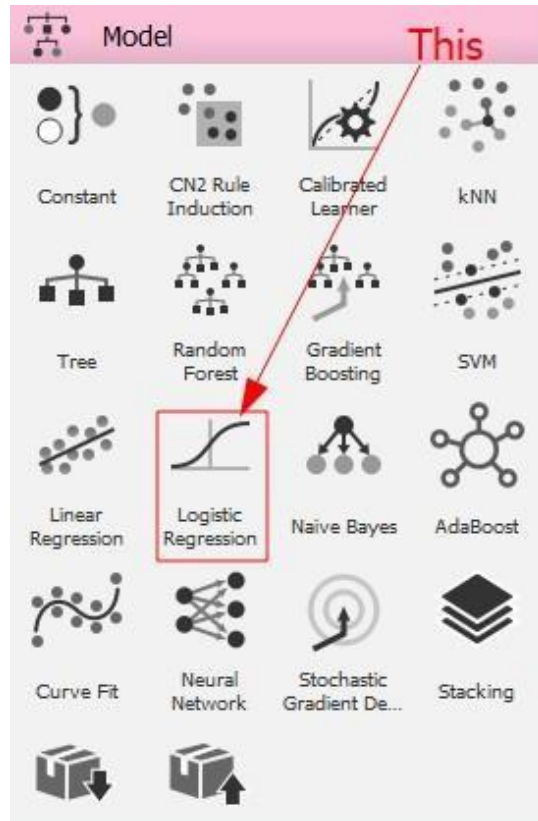 Model
This
Constant
CN2 Rule
Induction
Calibrated
Learner
kNN
Tree
Random
Forest
Gradient
Boosting
SVM
Linear
Regression
Logistic
Regression
Naive Bayes
AdaBoost
Curve Fit
Neural
Network
Stochastic
Gradient De...
Stacking